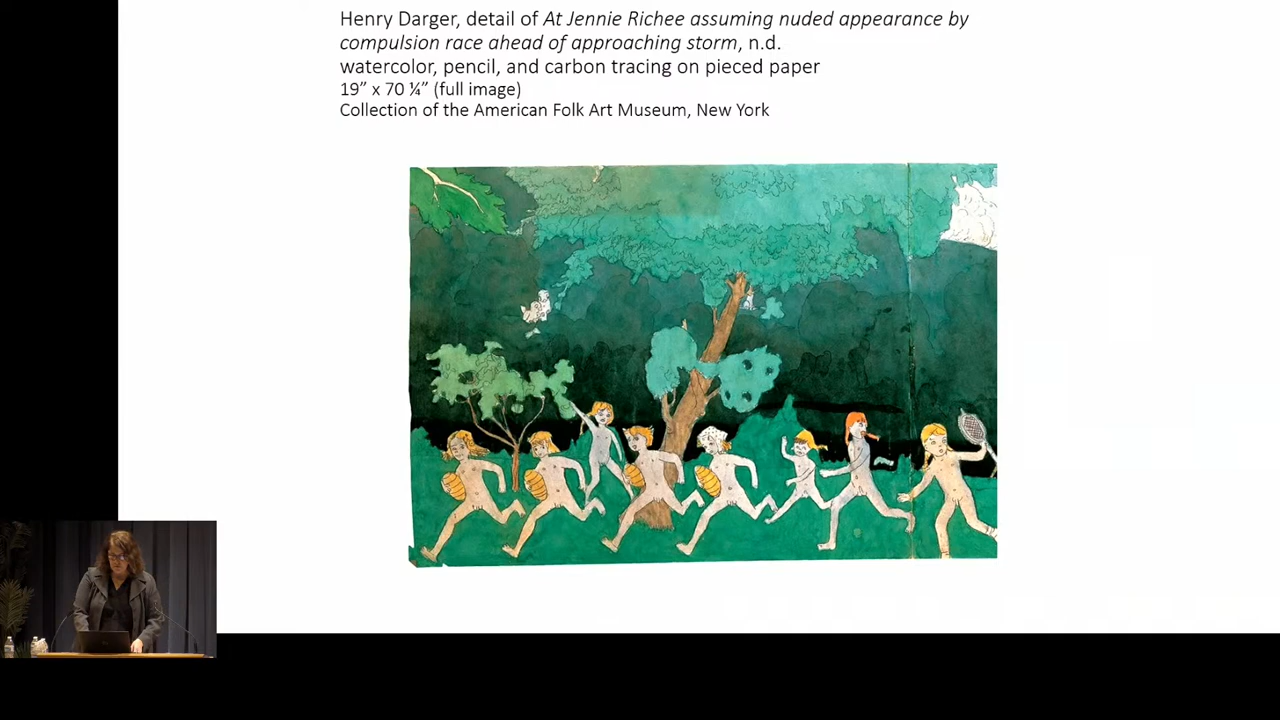 Henry Darger, detail of At Jennie Richee assuming nuded appearance by
compulsion race ahead of approaching storm, n.d.
watercolor, pencil, and carbon tracing on pieced paper
19” x 70 ¼” (full image)
Collection of the American Folk Art Museum, New York